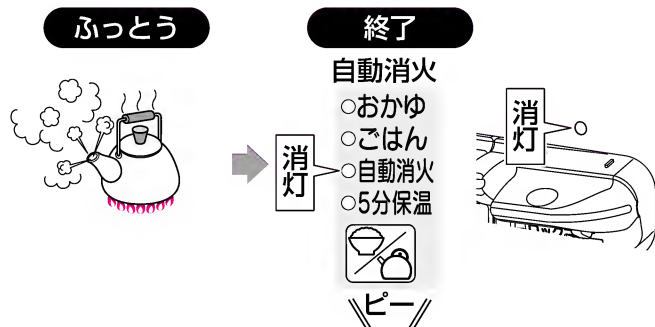 ふっとう
終了
自動消火
○おかゆ
○ごはん
○自動消火
○5分保温
消灯
ピー
消灯